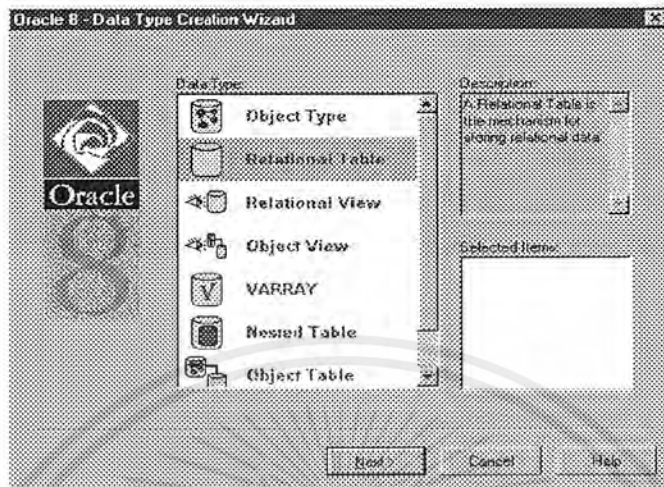 Oracle 8 - Data Type Creation Wizard
Data Type:
Object Type
Relational Table
Relational View
Object View
VARRAY
Nested Table
Object Table
Description:
A Relational Table is
the mechanism for
storing relational data
Selected Items:
Oracle
8
Next >
Cancel
Help